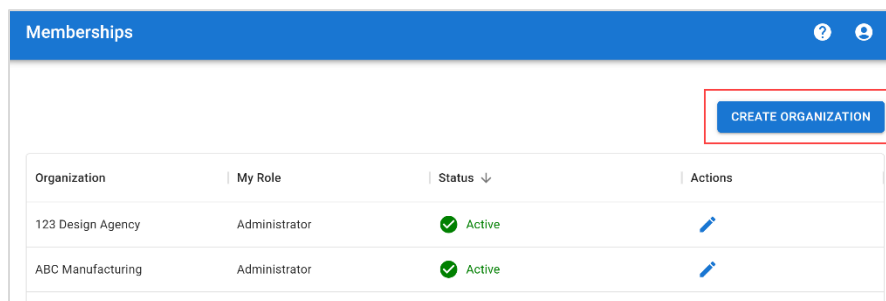 Memberships
CREATE ORGANIZATION
Organization My Role Status Actions
123 Design Agency Administrator Active
ABC Manufacturing Administrator Active